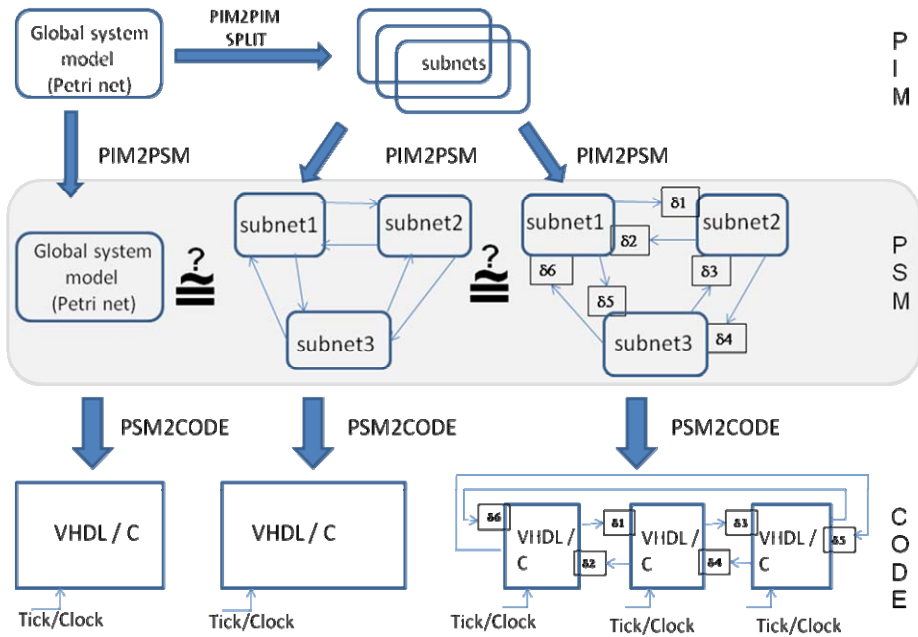 PIM2PIM
SPLIT
Global system
model
(Petri net)
subnets
P
I
M
PIM2PSM
PIM2PSM
PIM2PSM
Global system
model
(Petri net)
?
≅
subnet1
subnet2
subnet3
?
≅
subnet1
δ1
subnet2
δ2
δ6
δ3
δ5
subnet3
δ4
P
S
M
PSM2CODE
PSM2CODE
PSM2CODE
VHDL / C
Tick/Clock
VHDL / C
Tick/Clock
δ6
VHDL /
C
δ1
δ2
VHDL /
C
δ3
δ4
VHDL /
C
δ5
Tick/Clock
Tick/Clock
Tick/Clock
C
O
D
E